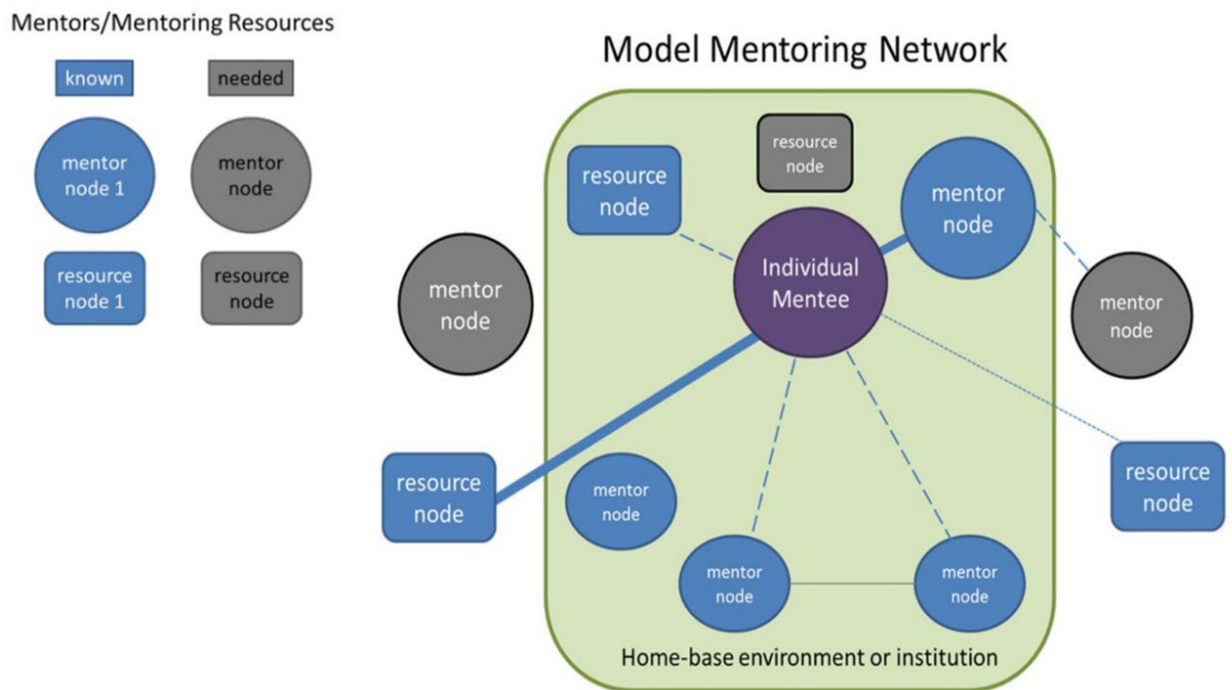 Mentors/Mentoring Resources
known
needed
mentor
node 1
mentor
node
resource
node 1
resource
node
Model Mentoring Network
resource
node
resource
node
mentor
node
Individual
Mentee
mentor
node
mentor
node
resource
node
mentor
node
resource
node
mentor
node
mentor
node
Home-base environment or institution